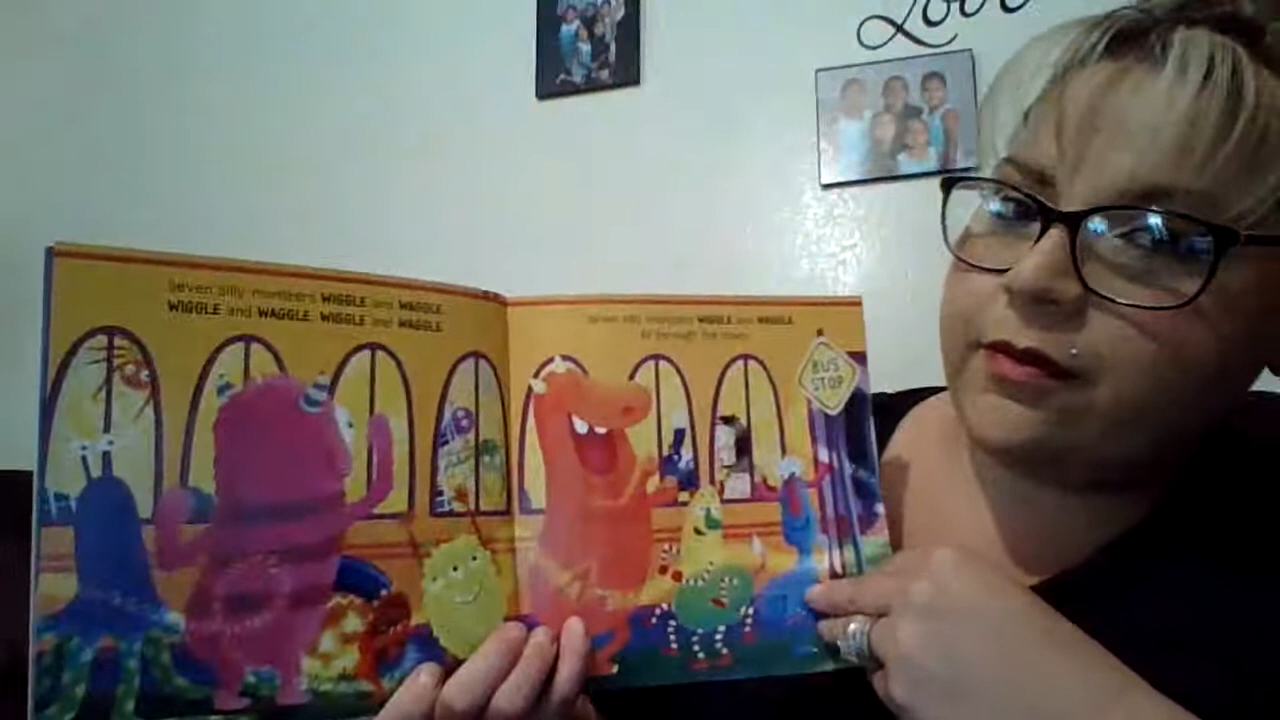 Love
Seven silly monsters WIGGLE and WAGGLE.
WIGGLE and WAGGLE. WIGGLE and WAGGLE.
Seven silly monsters WIGGLE and WAGGLE
All through the town.
BUS
STOP